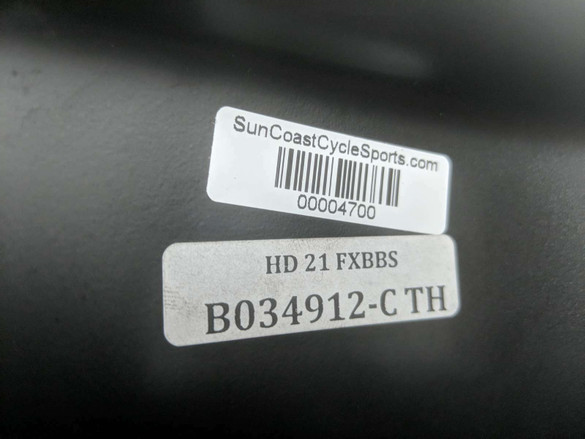 SunCoastCycleSports.com
00004700
HD 21 FXBBS
B034912-C TH